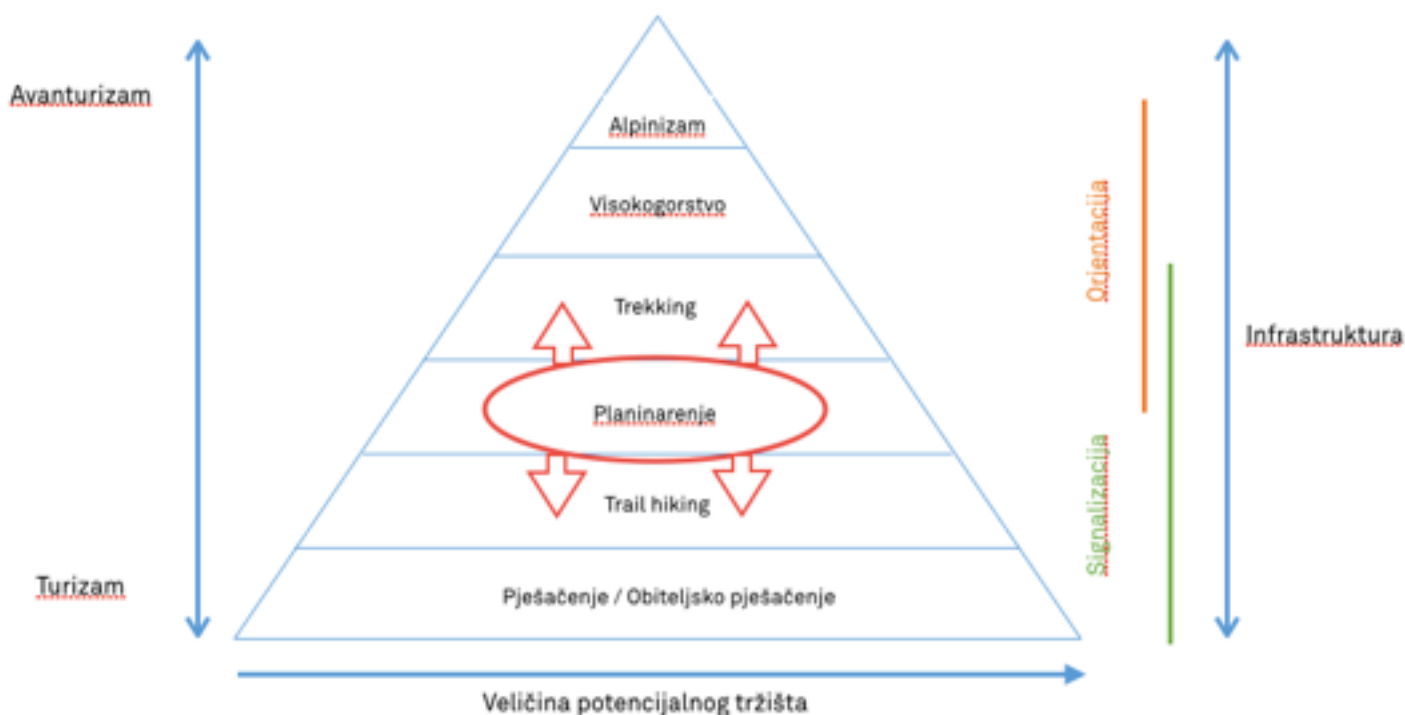 Avanturizam
Alpinizam
Visokogorstvo
Orjentacija
Trekking
Infrastruktura
Planinarenje
Signalizacija
Trail hiking
Turizam
Pješačenje / Obiteljsko pješačenje
Veličina potencijalnog tržišta